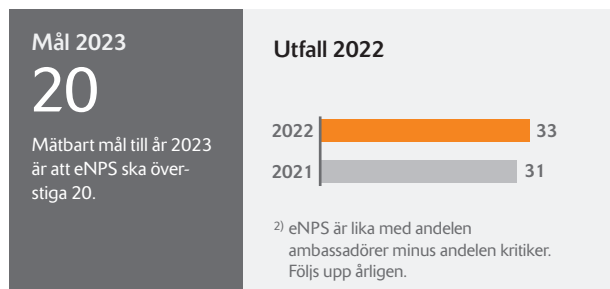 Mål 2023
20
Mätbart mål till år 2023
är att eNPS ska över-
stiga 20.
Utfall 2022
2022 33
2021 31
2) eNPS är lika med andelen
ambassadörer minus andelen kritiker.
Följs upp årligen.